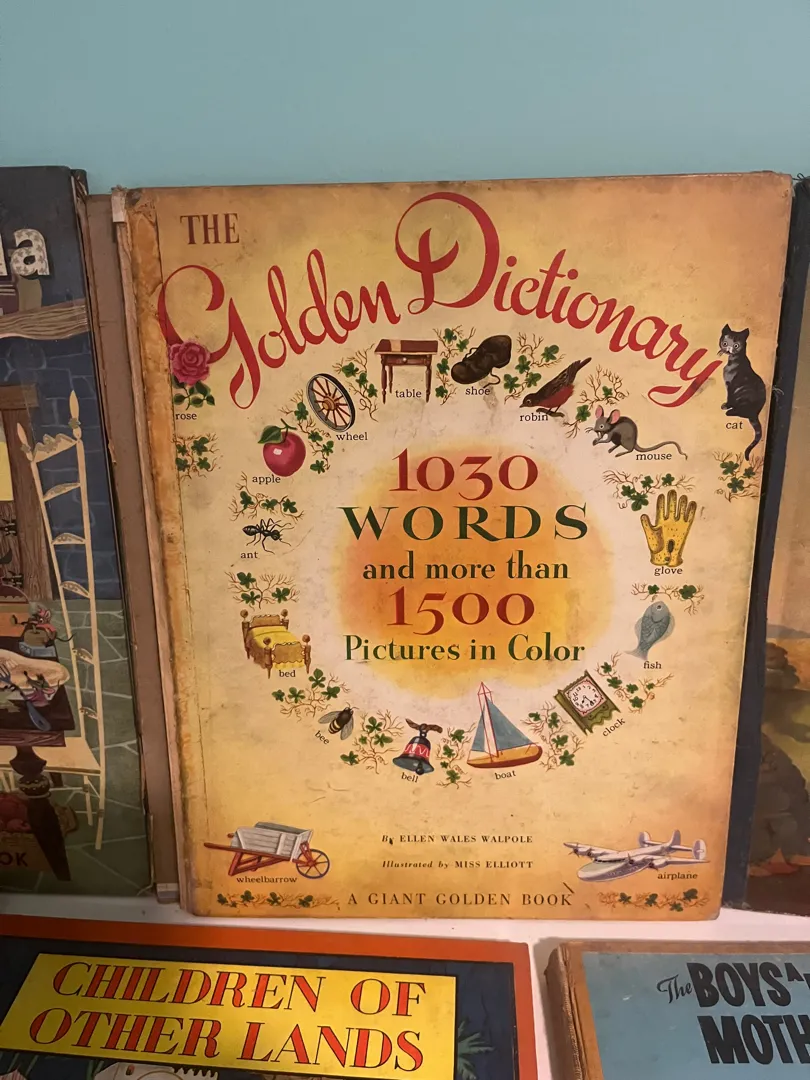 THE
Golden Dictionary
rose
wheel
table
shoe
robin
mouse
cat
apple
ant
glove
bed
fish
bee
bell
boat
clock
1030
WORDS
and more than
1500
Pictures in Color
By ELLEN WALES WALPOLE
Illustrated by MISS ELLIOTT
wheelbarrow
airplane
A GIANT GOLDEN BOOK
CHILDREN OF
OTHER LANDS
The BOYS
MOTH